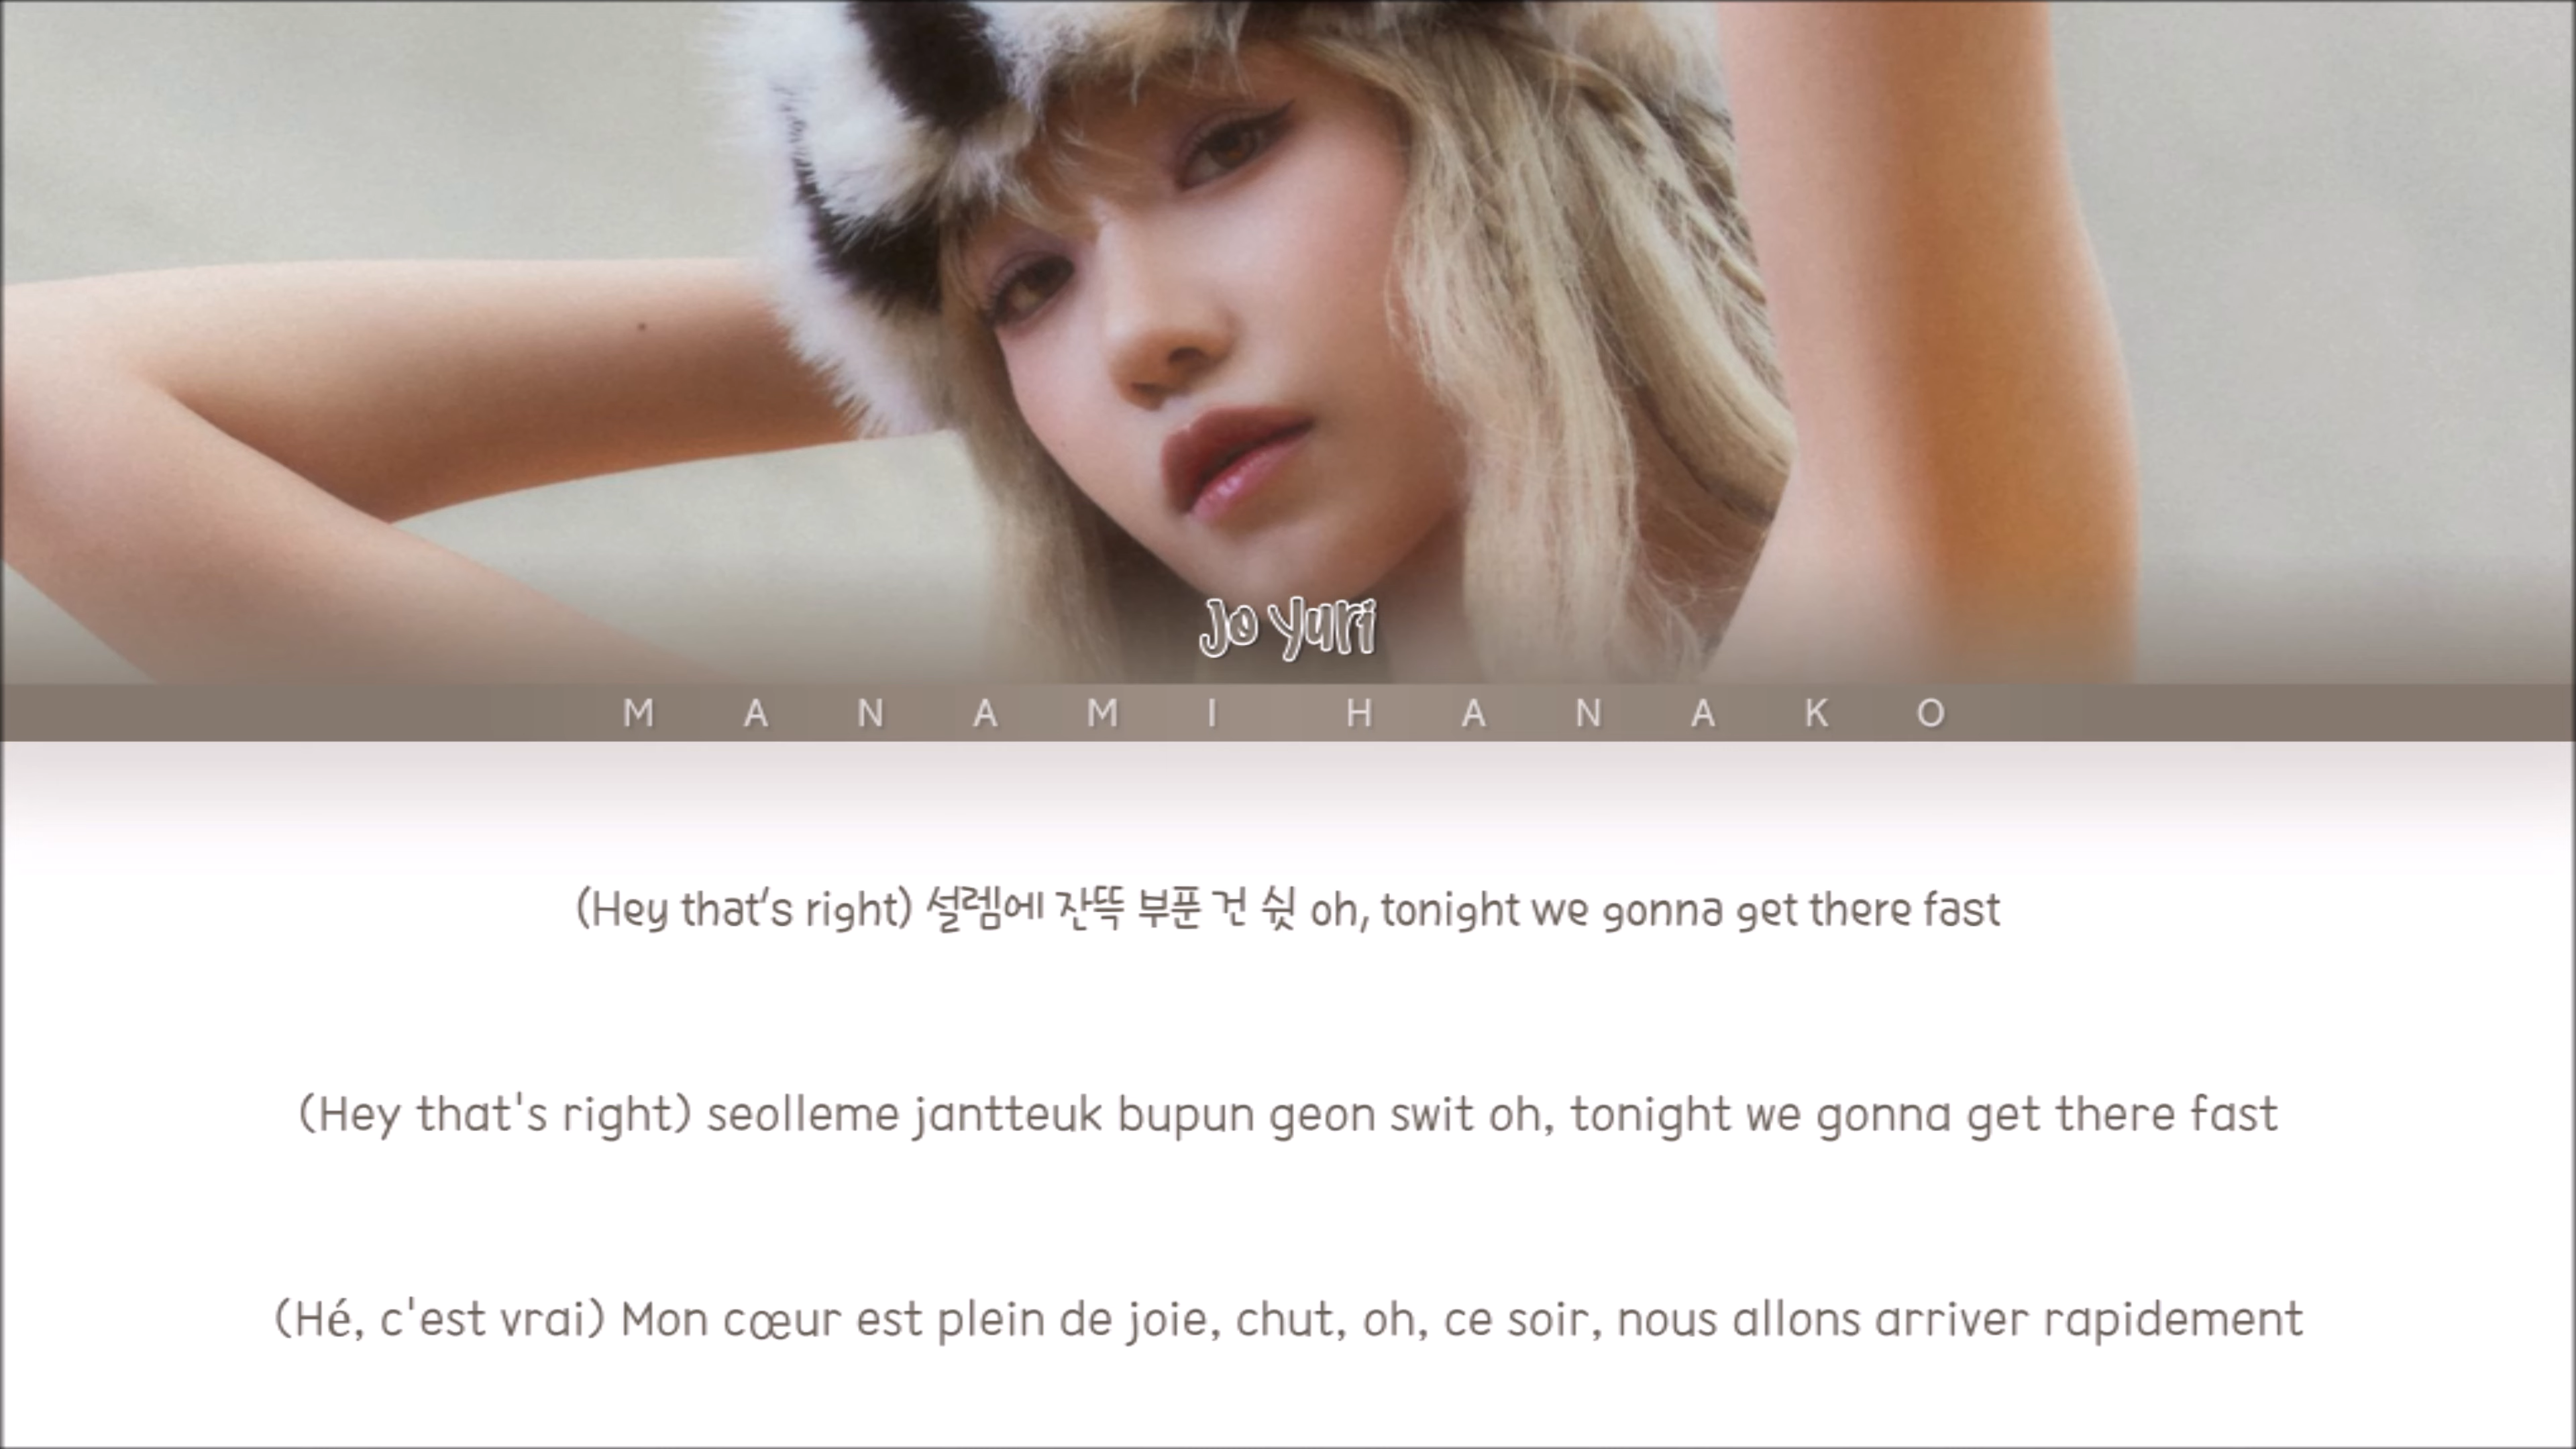 Jo Yuri
MANAMI HANAKO
(Hey that's right) 설렘에 잔뜩 부푼 건 쉿 oh, tonight we gonna get there fast
(Hey that's right) seolleme jantteuk bupun geon swit oh, tonight we gonna get there fast
(Hé, c'est vrai) Mon cœur est plein de joie, chut, oh, ce soir, nous allons arriver rapidement